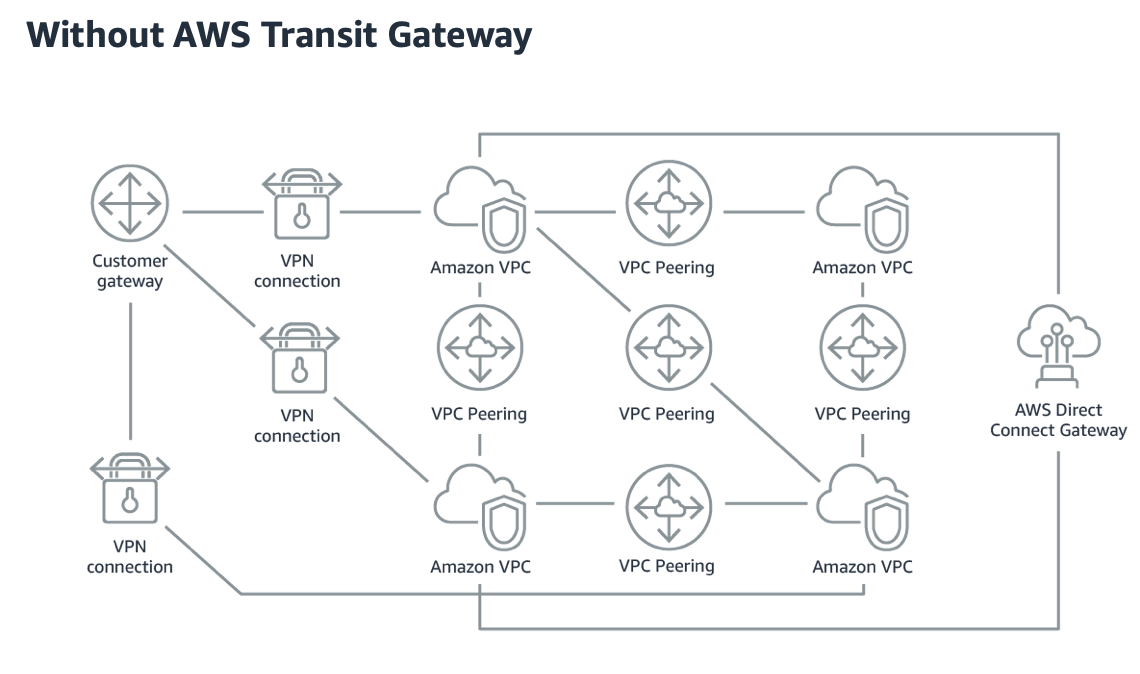 Without AWS Transit Gateway
Customer
gateway
VPN
connection
Amazon VPC
VPC Peering
Amazon VPC
VPN
connection
VPC Peering
VPC Peering
VPC Peering
AWS Direct
Connect Gateway
VPN
connection
Amazon VPC
VPC Peering
Amazon VPC